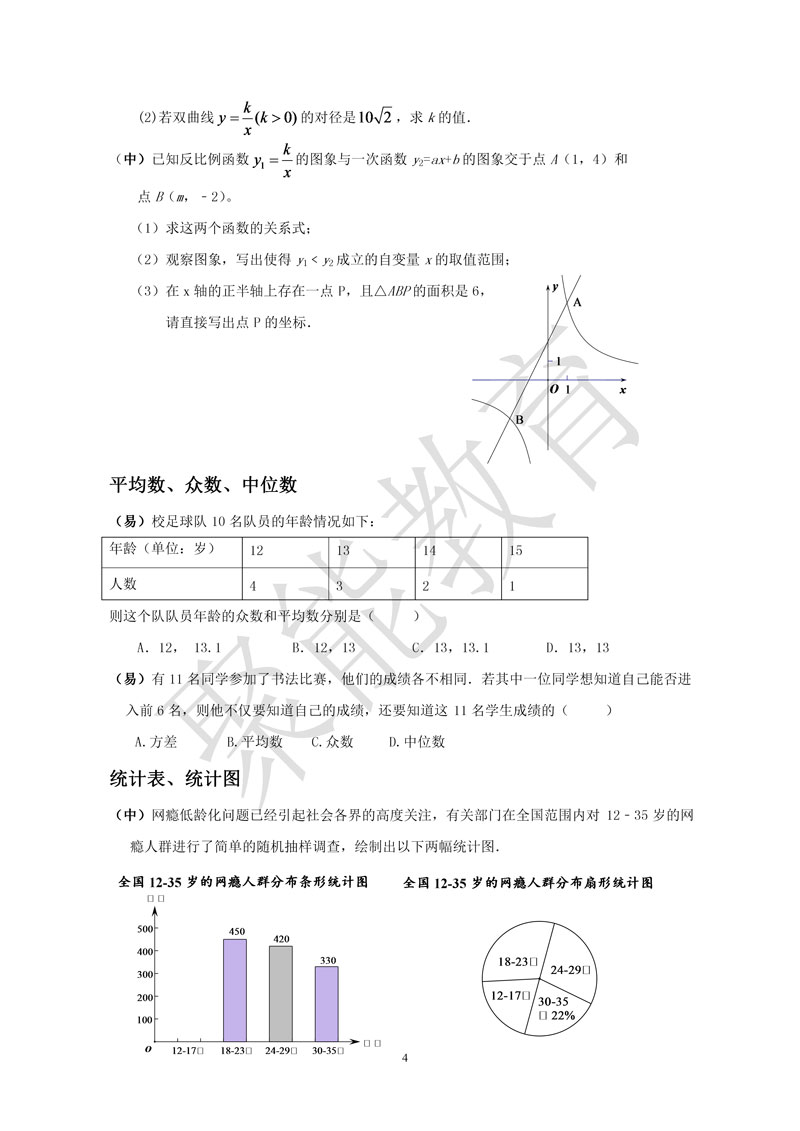 (2)若双曲线 y = k/x (k > 0) 的对径是10√2，求 k 的值.
(中)已知反比例函数 y₁ = k/x 的图象与一次函数 y₂=ax+b 的图象交于点 A（1，4）和
点 B（m，﹣2）。
（1）求这两个函数的关系式；
（2）观察图象，写出使得 y₁﹤y₂ 成立的自变量 x 的取值范围；
（3）在 x 轴的正半轴上存在一点 P，且△ABP 的面积是 6，
请直接写出点 P 的坐标.
y
A
1
O 1 x
B
平均数、众数、中位数
（易）校足球队 10 名队员的年龄情况如下：
年龄（单位：岁） 12 13 14 15
人数 4 3 2 1
则这个队队员年龄的众数和平均数分别是（ ）
A．12， 13.1 B．12，13 C．13，13.1 D．13，13
（易）有 11 名同学参加了书法比赛，他们的成绩各不相同．若其中一位同学想知道自己能否进
入前 6 名，则他不仅要知道自己的成绩，还要知道这 11 名学生成绩的（ ）
A.方差 B.平均数 C.众数 D.中位数
统计表、统计图
（中）网瘾低龄化问题已经引起社会各界的高度关注，有关部门在全国范围内对 12﹣35 岁的网
瘾人群进行了简单的随机抽样调查，绘制出以下两幅统计图．
全国 12-35 岁的网瘾人群分布条形统计图 全国 12-35 岁的网瘾人群分布扇形统计图
□ □
500
400
300
200
100
450
420
330
O 12-17□ 18-23□ 24-29□ 30-35□ □ □
18-23□
24-29□
12-17□
30-35
□ 22%
4
聚能教育